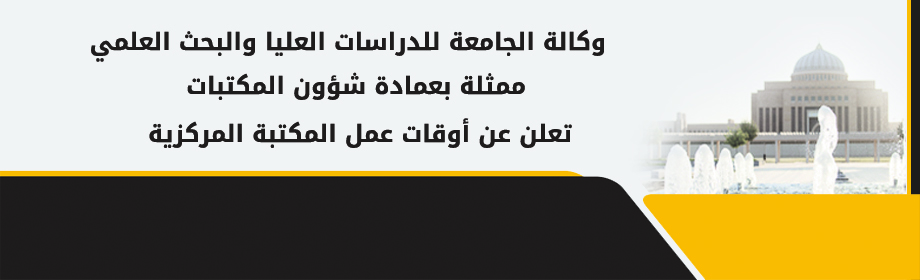 وكالة الجامعة للدراسات العليا والبحث العلمي
ممثلة بعمادة شؤون المكتبات
تعلن عن أوقات عمل المكتبة المركزية